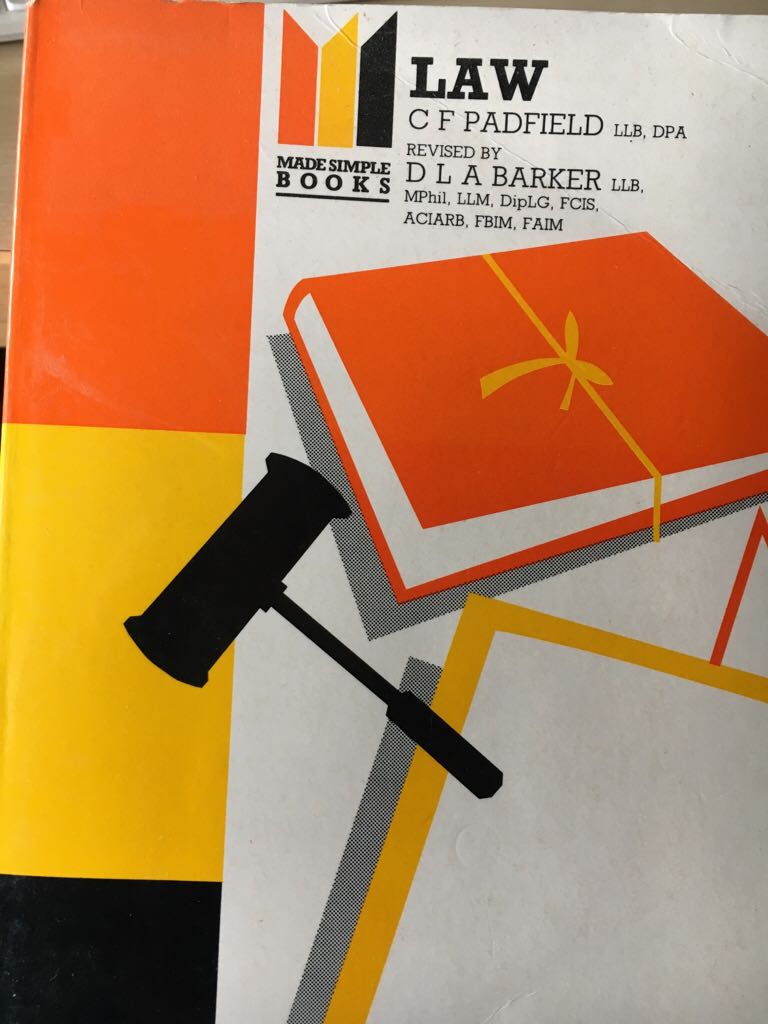 LAW
C F PADFIELD LLB, DPA
REVISED BY
D L A BARKER LLB,
MPhil, LLM, DipLG, FCIS,
ACIARB, FBIM, FAIM
MADE SIMPLE
BOOKS